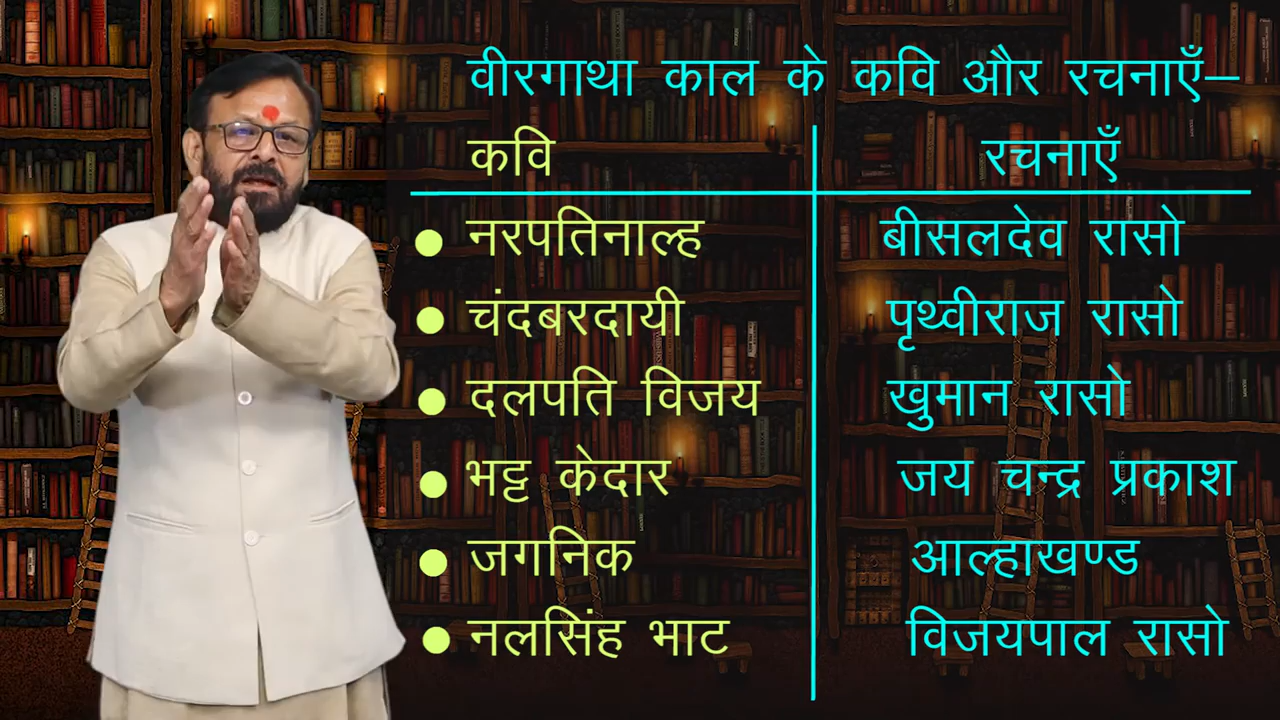 वीरगाथा काल के कवि और रचनाएँ–
कवि रचनाएँ
• नरपतिनाल्ह बीसलदेव रासो
• चंदबरदायी पृथ्वीराज रासो
• दलपति विजय खुमान रासो
• भट्ट केदार जय चन्द्र प्रकाश
• जगनिक आल्हाखण्ड
• नलसिंह भाट विजयपाल रासो